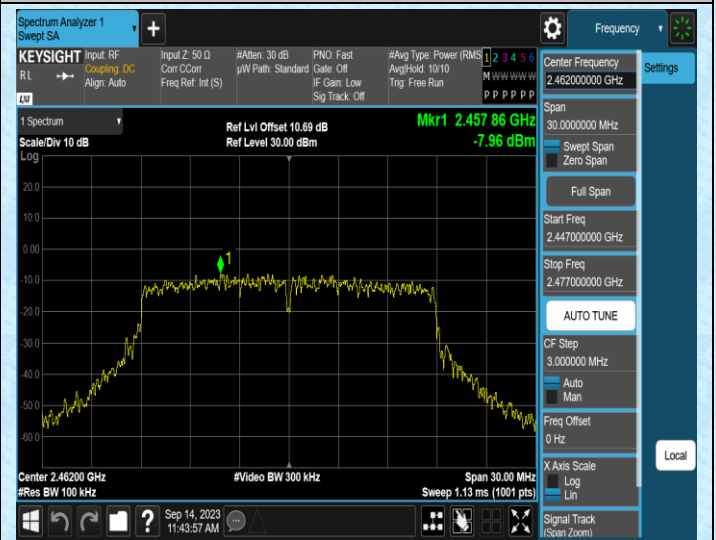 Spectrum Analyzer 1
Swept SA
+
Frequency
KEYSIGHT
RL
LXI
Input: RF
Coupling: DC
Align: Auto
Input Z: 50 Ω
Corr CCorr
Freq Ref: Int (S)
#Atten: 30 dB
µW Path: Standard
PNO: Fast
Gate: Off
IF Gain: Low
Sig Track: Off
#Avg Type: Power (RMS
Avg|Hold: 10/10
Trig: Free Run
1 2 3 4 5 6
M W W W W W
P P P P P P
1 Spectrum
Scale/Div 10 dB
Log
Ref Lvl Offset 10.69 dB
Ref Level 30.00 dBm
Mkr1 2.457 86 GHz
-7.96 dBm
20.0
10.0
0.00
-10.0
-20.0
-30.0
-40.0
-50.0
-60.0
1
Center 2.46200 GHz
#Res BW 100 kHz
#Video BW 300 kHz
Span 30.00 MHz
Sweep 1.13 ms (1001 pts)
?
Sep 14, 2023
11:43:57 AM
Center Frequency
2.462000000 GHz
Span
30.0000000 MHz
Swept Span
Zero Span
Full Span
Start Freq
2.447000000 GHz
Stop Freq
2.477000000 GHz
AUTO TUNE
CF Step
3.000000 MHz
Auto
Man
Freq Offset
0 Hz
X Axis Scale
Log
Lin
Signal Track
(Span Zoom)
Settings
Local